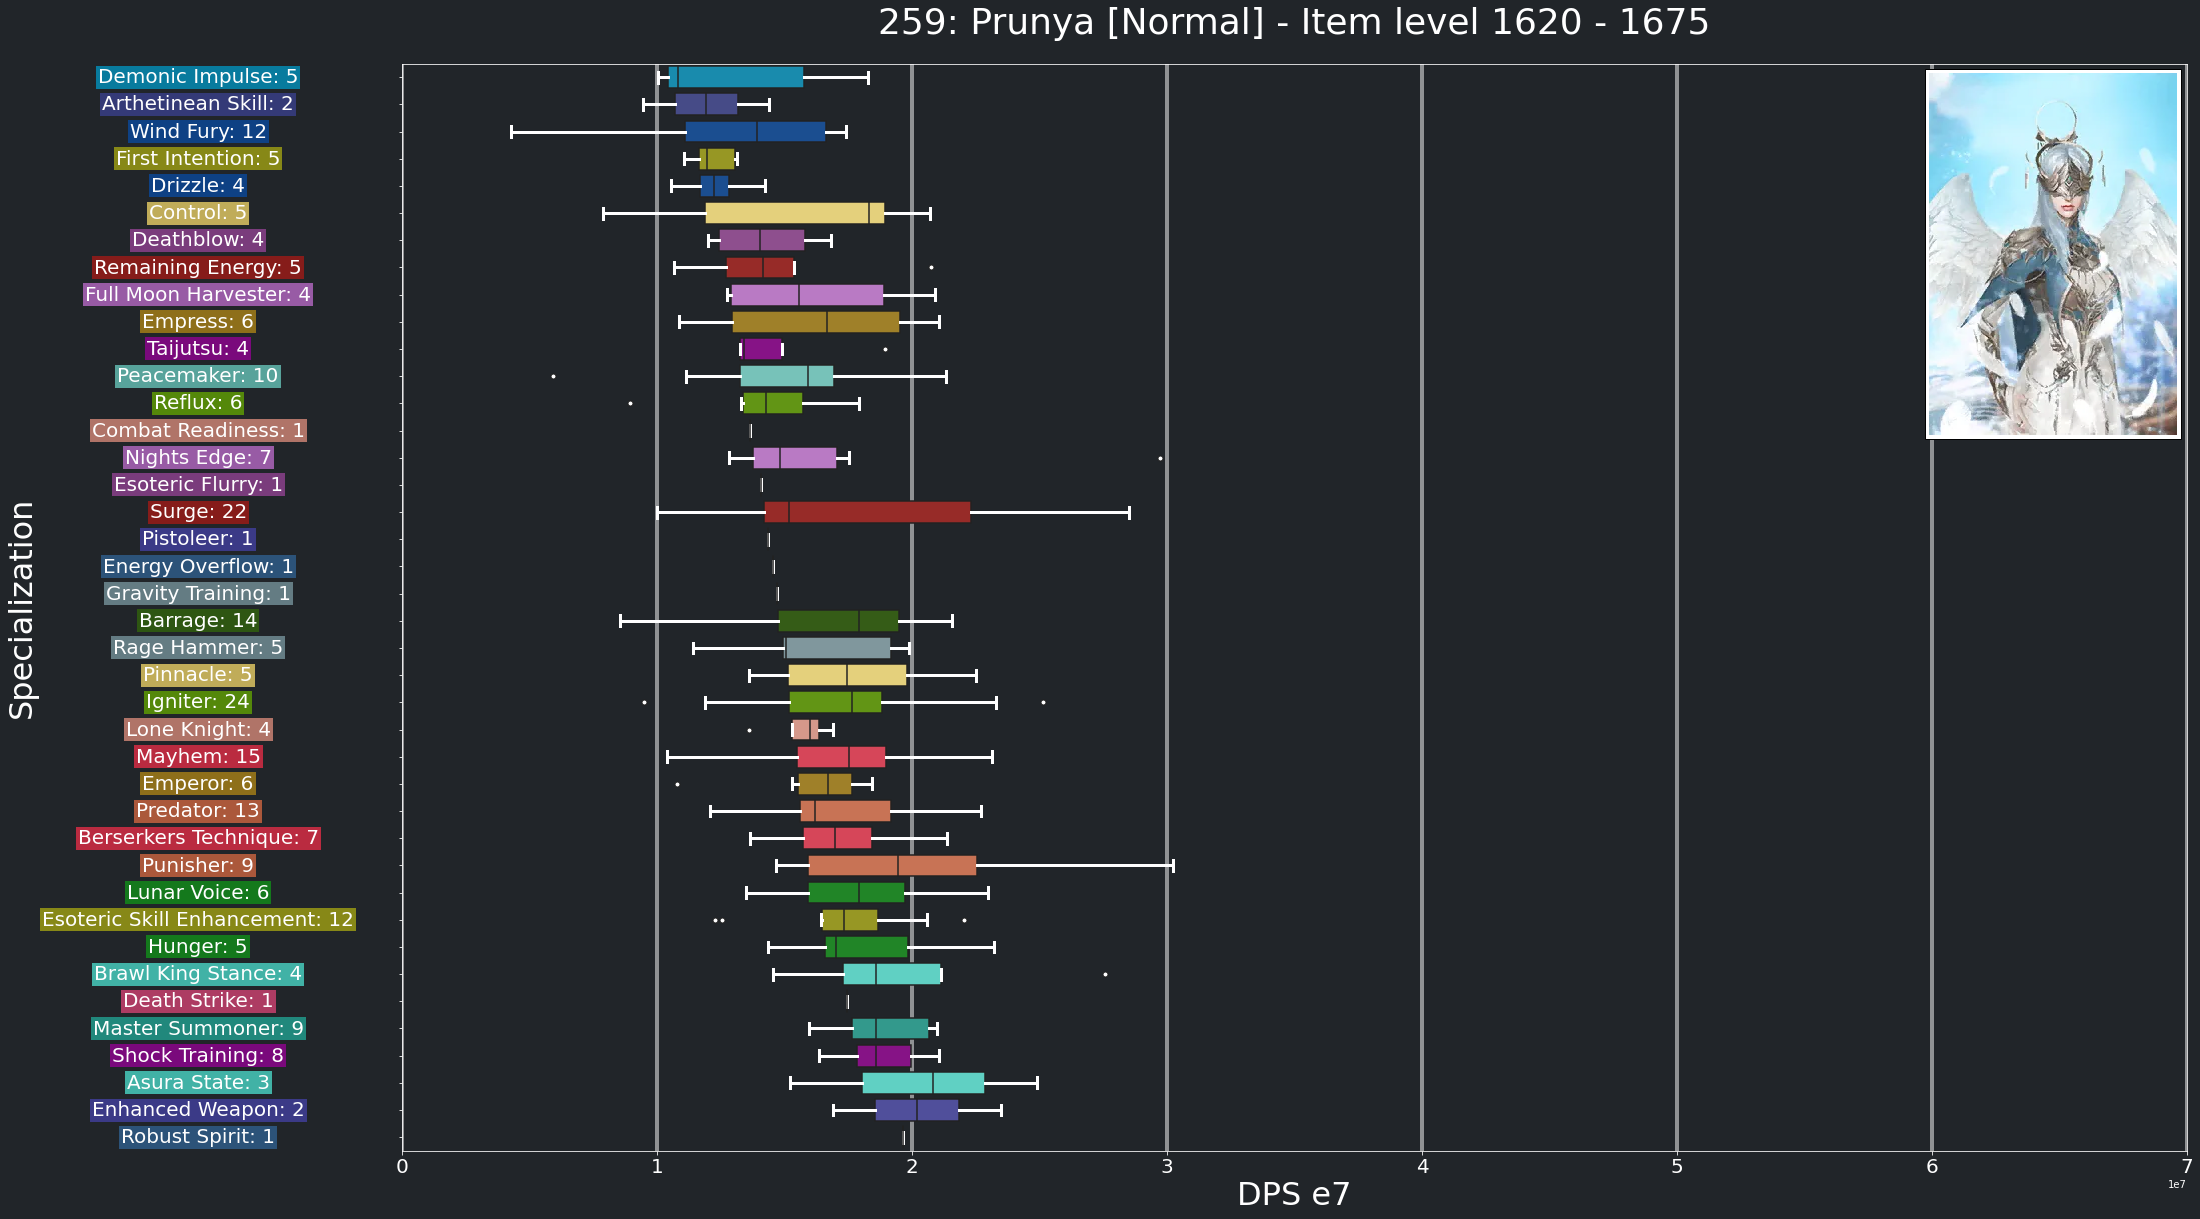 259: Prunya [Normal] - Item level 1620 - 1675
Demonic Impulse: 5
Arthetinean Skill: 2
Wind Fury: 12
First Intention: 5
Drizzle: 4
Control: 5
Deathblow: 4
Remaining Energy: 5
Full Moon Harvester: 4
Empress: 6
Taijutsu: 4
Peacemaker: 10
Reflux: 6
Combat Readiness: 1
Nights Edge: 7
Esoteric Flurry: 1
Surge: 22
Pistoleer: 1
Energy Overflow: 1
Gravity Training: 1
Barrage: 14
Rage Hammer: 5
Pinnacle: 5
Igniter: 24
Lone Knight: 4
Mayhem: 15
Emperor: 6
Predator: 13
Berserkers Technique: 7
Punisher: 9
Lunar Voice: 6
Esoteric Skill Enhancement: 12
Hunger: 5
Brawl King Stance: 4
Death Strike: 1
Master Summoner: 9
Shock Training: 8
Asura State: 3
Enhanced Weapon: 2
Robust Spirit: 1
Specialization
0 1 2 3 4 5 6 7
DPS e7
1e7